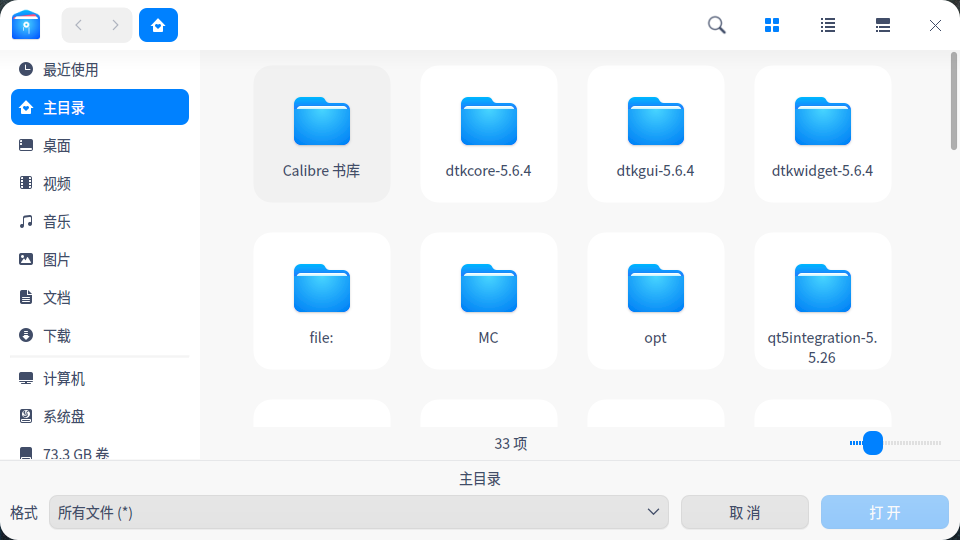 最近使用
主目录
桌面
视频
音乐
图片
文档
下载
计算机
系统盘
73.3 GB 卷
Calibre 书库
dtkcore-5.6.4
dtkgui-5.6.4
dtkwidget-5.6.4
file:
MC
opt
qt5integration-5.
5.26
33 项
主目录
格式
所有文件 (*)
取 消
打 开